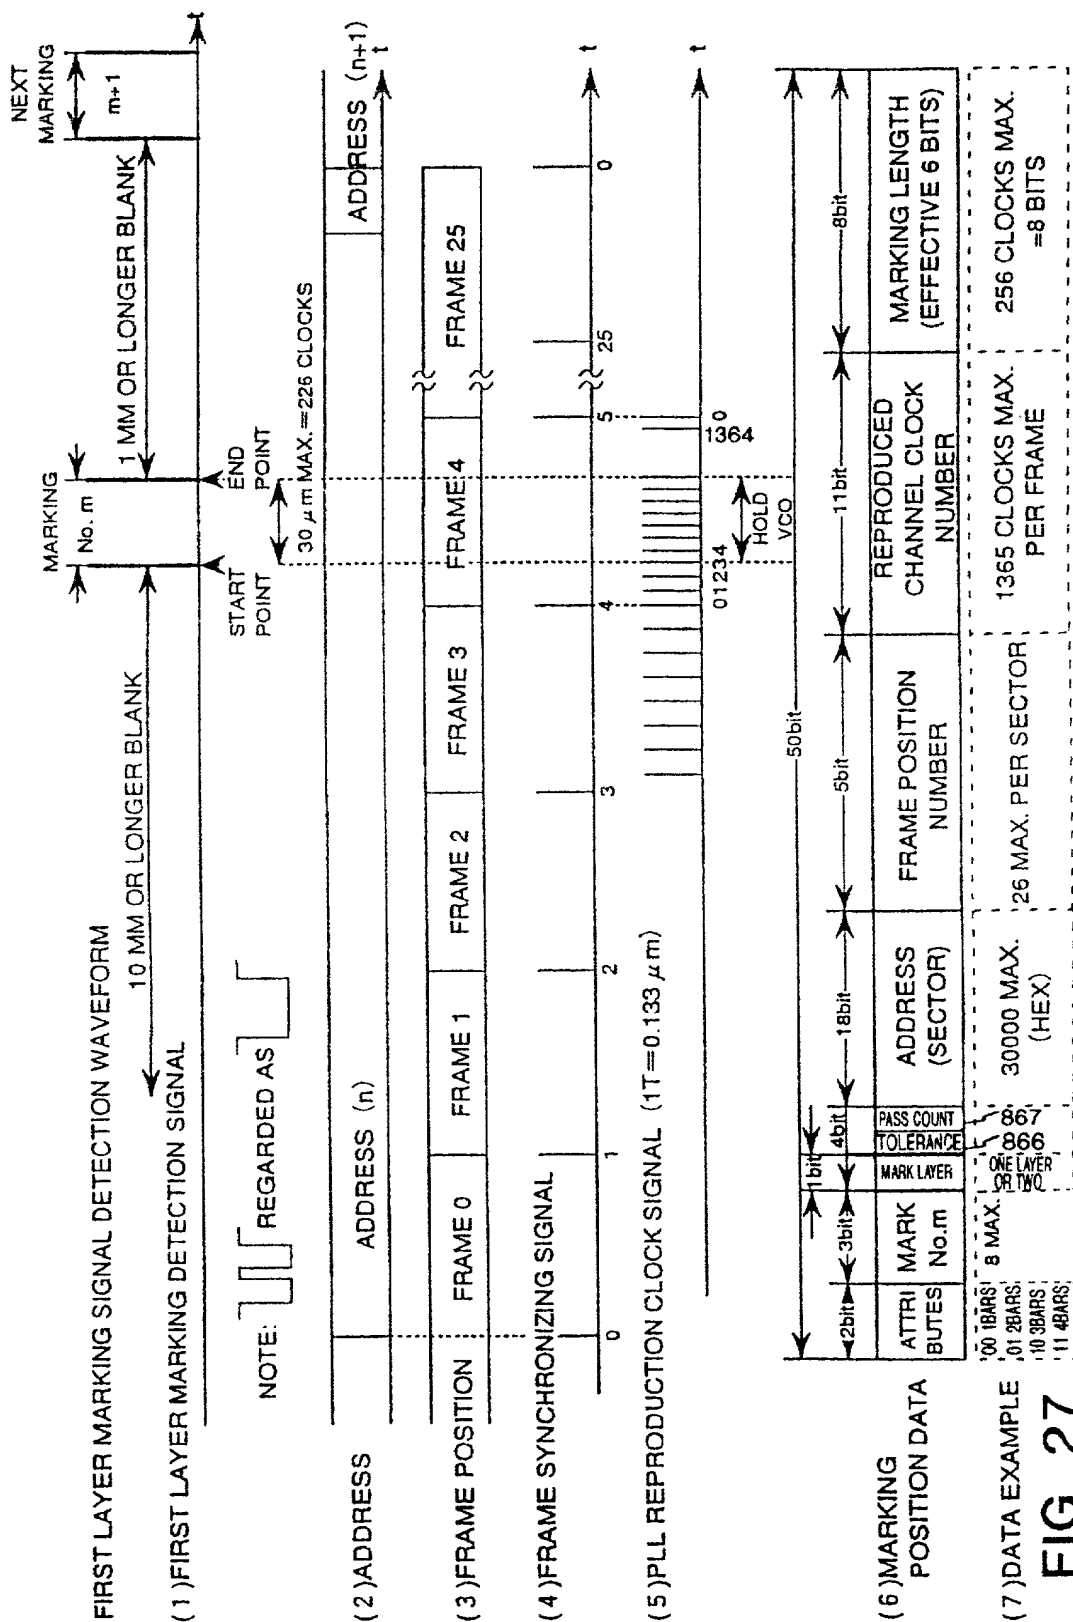 FIRST LAYER MARKING SIGNAL DETECTION WAVEFORM
MARKING
No. m
NEXT
MARKING
m+1
10 MM OR LONGER BLANK
1 MM OR LONGER BLANK
(1)FIRST LAYER MARKING DETECTION SIGNAL
t
START
POINT
END
POINT
NOTE:
REGARDED AS
30 μm MAX.=226 CLOCKS
(2)ADDRESS
ADDRESS (n)
ADDRESS (n+1)
t
(3)FRAME POSITION
FRAME 0
FRAME 1
FRAME 2
FRAME 3
FRAME 4
FRAME 25
(4)FRAME SYNCHRONIZING SIGNAL
t
0
1
2
3
4
5
25
0
(5)PLL REPRODUCTION CLOCK SIGNAL (1T=0.133 μm)
t
01234
1364
0
HOLD
VCO
50bit
2bit
3bit
1bit
4bit
18bit
5bit
11bit
8bit
(6)MARKING
POSITION DATA
ATTRI
BUTES
MARK
No.m
MARK LAYER
TOLERANCE
PASS COUNT
ADDRESS
(SECTOR)
FRAME POSITION
NUMBER
REPRODUCED
CHANNEL CLOCK
NUMBER
MARKING LENGTH
(EFFECTIVE 6 BITS)
(7)DATA EXAMPLE
00 1BARS
01 2BARS
10 3BARS
11 4BARS
8 MAX.
ONE LAYER
OR TWO
866
867
30000 MAX.
(HEX)
26 MAX. PER SECTOR
1365 CLOCKS MAX.
PER FRAME
256 CLOCKS MAX.
=8 BITS
FIG. 27